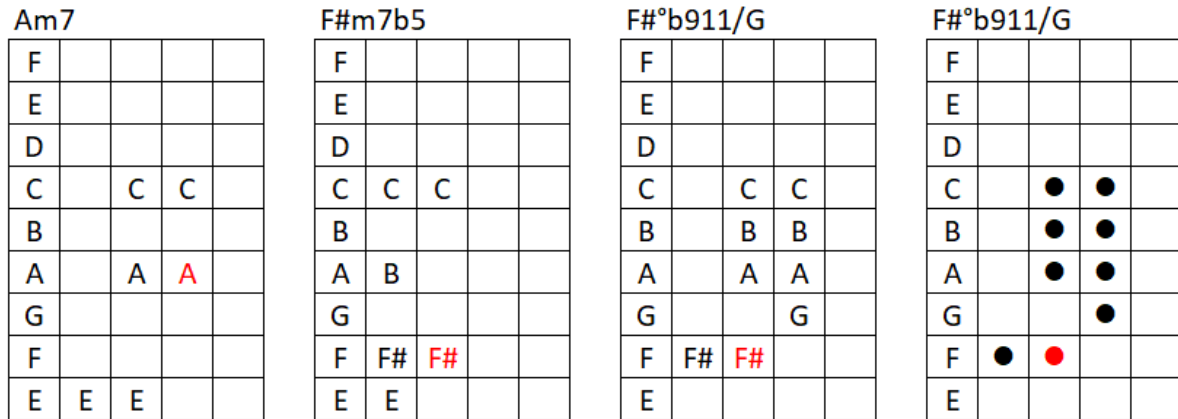 Am7 F#m7b5 F#°b911/G F#°b911/G
F F F F
E E E E
D D D D
C C C C C C C C C C
B B B B B B
A A A A B A A A A
G G G G G
F F F# F# F F# F# F
E E E E E E E